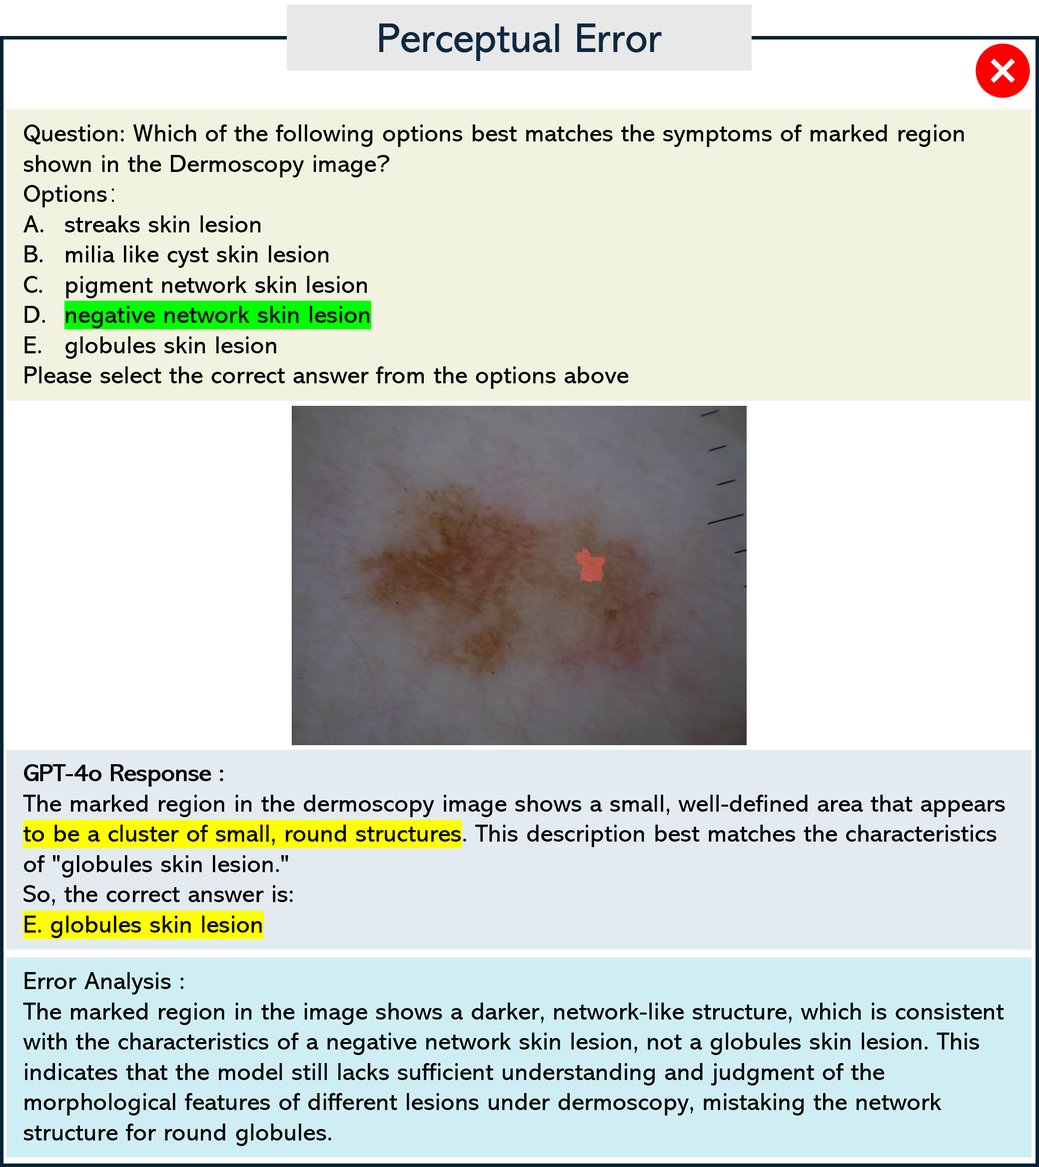 Perceptual Error
Question: Which of the following options best matches the symptoms of marked region
shown in the Dermoscopy image?
Options:
A. streaks skin lesion
B. milia like cyst skin lesion
C. pigment network skin lesion
D. negative network skin lesion
E. globules skin lesion
Please select the correct answer from the options above
GPT-4o Response :
The marked region in the dermoscopy image shows a small, well-defined area that appears
to be a cluster of small, round structures. This description best matches the characteristics
of "globules skin lesion."
So, the correct answer is:
E. globules skin lesion
Error Analysis :
The marked region in the image shows a darker, network-like structure, which is consistent
with the characteristics of a negative network skin lesion, not a globules skin lesion. This
indicates that the model still lacks sufficient understanding and judgment of the
morphological features of different lesions under dermoscopy, mistaking the network
structure for round globules.